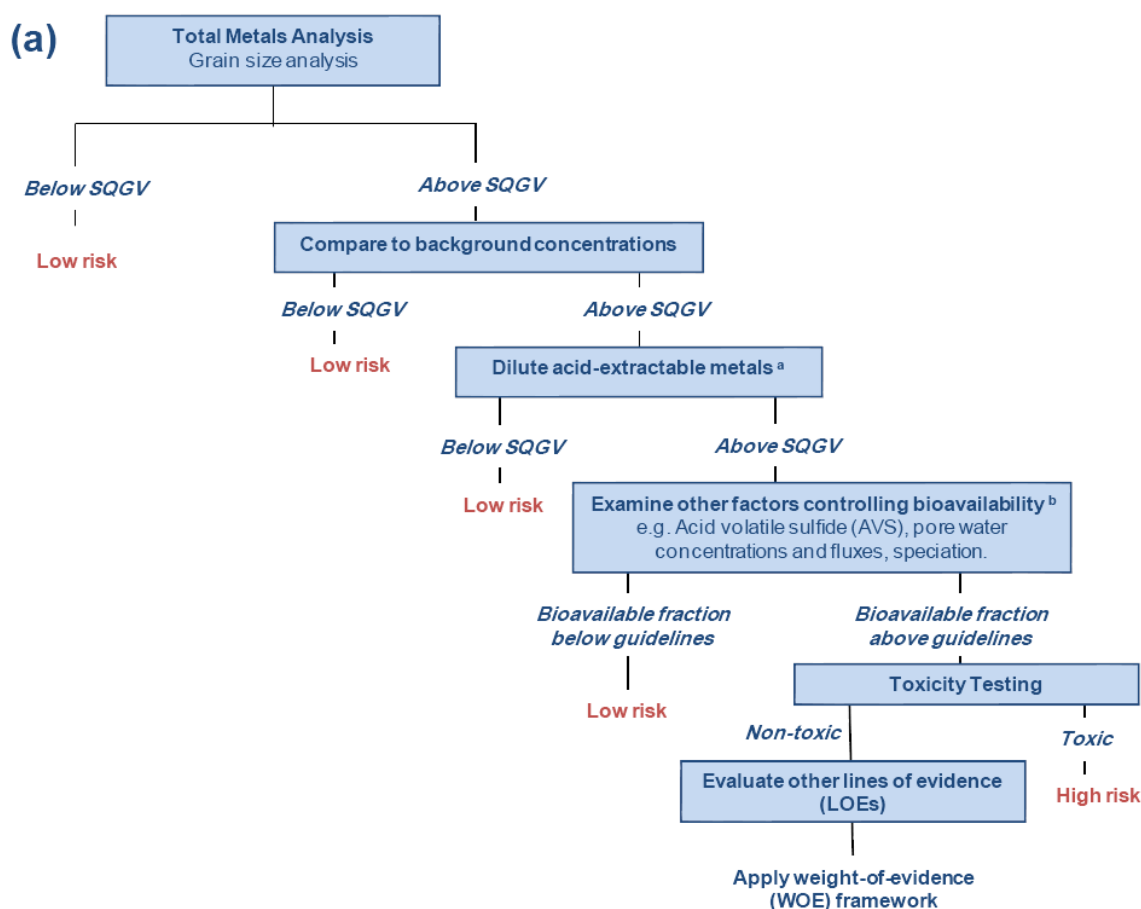 (a)
Total Metals Analysis
Grain size analysis
Below SQGV
Above SQGV
Low risk
Compare to background concentrations
Below SQGV
Above SQGV
Low risk
Dilute acid-extractable metals ᵃ
Below SQGV
Above SQGV
Low risk
Examine other factors controlling bioavailability ᵇ
e.g. Acid volatile sulfide (AVS), pore water
concentrations and fluxes, speciation.
Bioavailable fraction
below guidelines
Bioavailable fraction
above guidelines
Low risk
Toxicity Testing
Non-toxic
Toxic
Evaluate other lines of evidence
(LOEs)
High risk
Apply weight-of-evidence
(WOE) framework